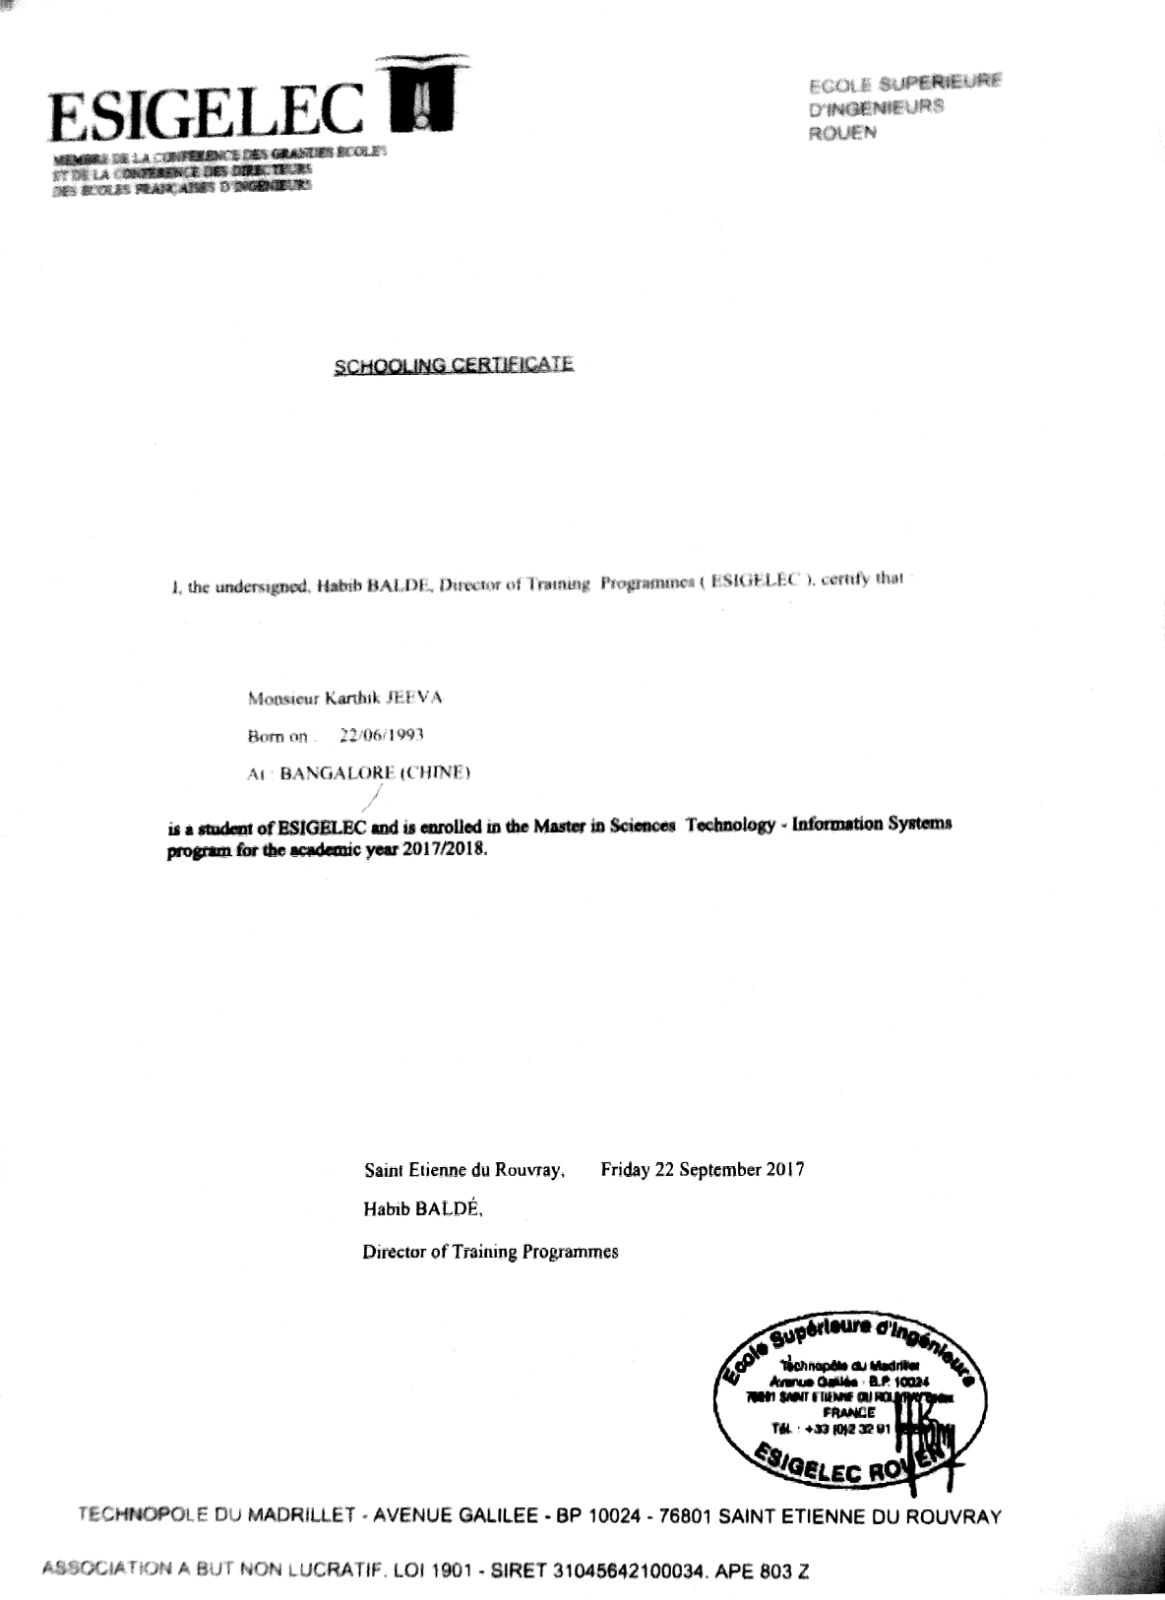 ESIGELEC
MEMBRE DE LA CONFERENCE DES GRANDES ECOLES
ET DE LA CONFERENCE DES DIRECTEURS
DES ECOLES FRANÇAISES D'INGENIEURS
ECOLE SUPERIEURE
D'INGENIEURS
ROUEN
SCHOOLING CERTIFICATE
I, the undersigned, Habib BALDE, Director of Training Programmes ( ESIGELEC ), certify that :
Monsieur Karthik JEEVA
Born on : 22/06/1993
At : BANGALORE (CHINE)
is a student of ESIGELEC and is enrolled in the Master in Sciences Technology - Information Systems
program for the academic year 2017/2018.
Saint Etienne du Rouvray, Friday 22 September 2017
Habib BALDÉ,
Director of Training Programmes
Ecole Supérieure d'Ingénieurs
Technopôle du Madrillet
Avenue Galilée - B.P. 10024
76801 SAINT ETIENNE DU ROUVRAY
FRANCE
Tél. : +33 (0)2 32 91
ESIGELEC ROUEN
TECHNOPOLE DU MADRILLET - AVENUE GALILEE - BP 10024 - 76801 SAINT ETIENNE DU ROUVRAY
ASSOCIATION A BUT NON LUCRATIF. LOI 1901 - SIRET 31045642100034. APE 803 Z